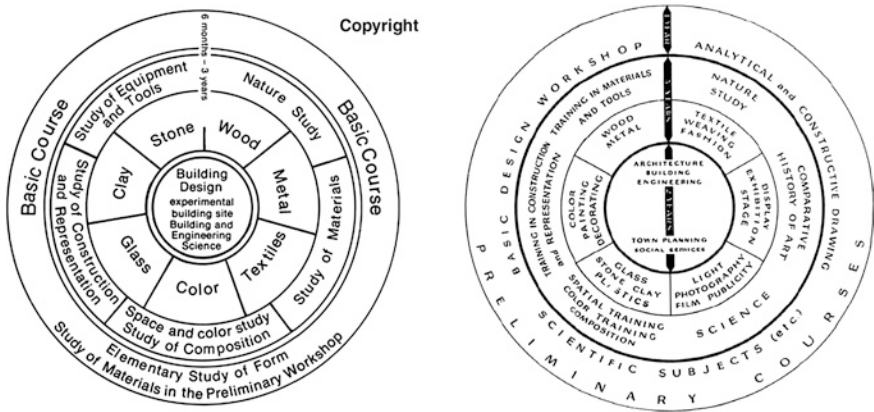 Copyright
6 months – 3 years
Basic Course
Basic Course
Study of Equipment
and Tools
Nature Study
Study of Construction
and Representation
Study of Materials
Space and color study
Study of Composition
Elementary Study of Form
Study of Materials in the Preliminary Workshop
Clay
Stone
Wood
Metal
Textiles
Color
Glass
Building
Design
experimental
building site
Building and
Engineering
Science
1 YEAR
BASIC DESIGN WORKSHOP
ANALYTICAL and CONSTRUCTIVE DRAWING
SCIENTIFIC SUBJECTS (etc)
PRELIMINARY COURSES
TRAINING IN MATERIALS
AND TOOLS
NATURE
STUDY
TRAINING IN CONSTRUCTION
and REPRESENTATION
COMPARATIVE
HISTORY OF ART
SPATIAL TRAINING
COLOR TRAINING
COMPOSITION
SCIENCE
WOOD
METAL
TEXTILE
WEAVING
FASHION
COLOR
PAINTING
DECORATING
DISPLAY
EXHIBITION
STAGE
GLASS
STONE CLAY
PLASTICS
LIGHT
PHOTOGRAPHY
FILM PUBLICITY
ARCHITECTURE
BUILDING
ENGINEERING
TOWN PLANNING
SOCIAL SERVICES